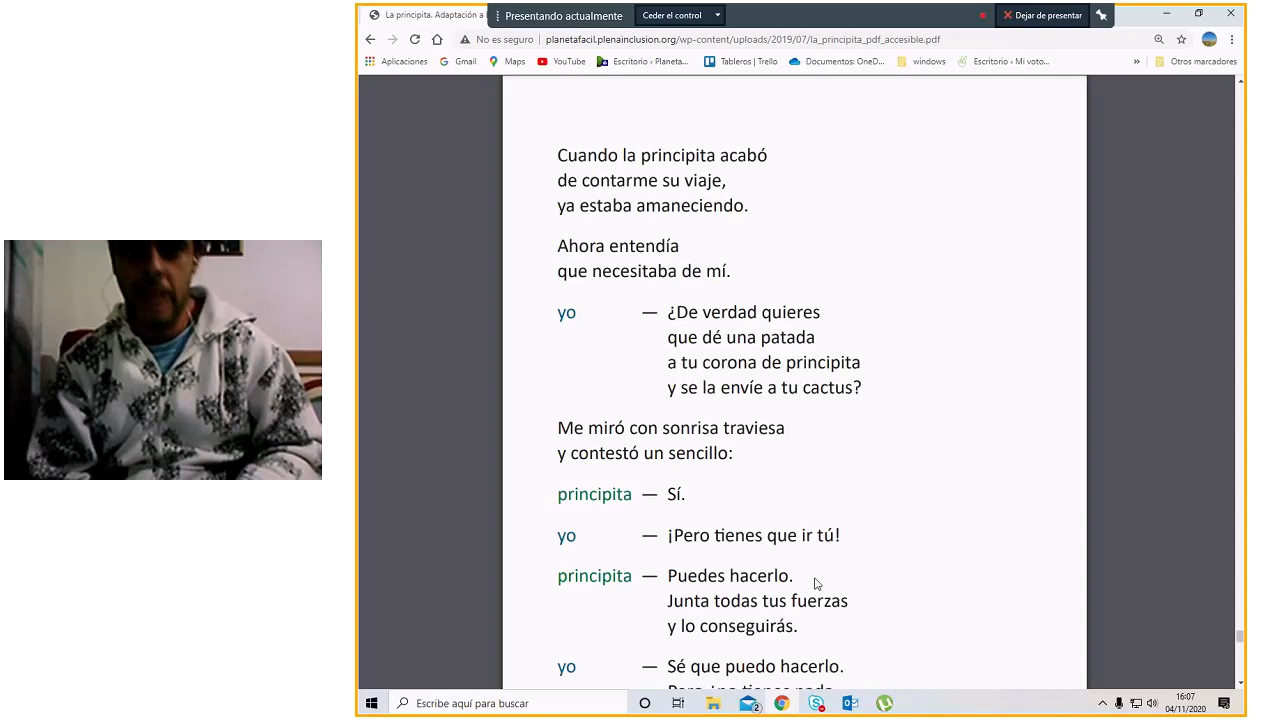 La principita. Adaptación a
Presentando actualmente
Ceder el control
Dejar de presentar
No es seguro
planetafacil.plenainclusion.org/wp-content/uploads/2019/07/la_principita_pdf_accesible.pdf
Aplicaciones
Gmail
Maps
YouTube
Escritorio ‹ Planeta...
Tableros | Trello
Documentos: OneD...
windows
Escritorio ‹ Mi voto...
»
Otros marcadores
Cuando la principita acabó
de contarme su viaje,
ya estaba amaneciendo.
Ahora entendía
que necesitaba de mí.
yo — ¿De verdad quieres
que dé una patada
a tu corona de principita
y se la envíe a tu cactus?
Me miró con sonrisa traviesa
y contestó un sencillo:
principita — Sí.
yo — ¡Pero tienes que ir tú!
principita — Puedes hacerlo.
Junta todas tus fuerzas
y lo conseguirás.
yo — Sé que puedo hacerlo.
Escribe aquí para buscar
2
16:07
04/11/2020